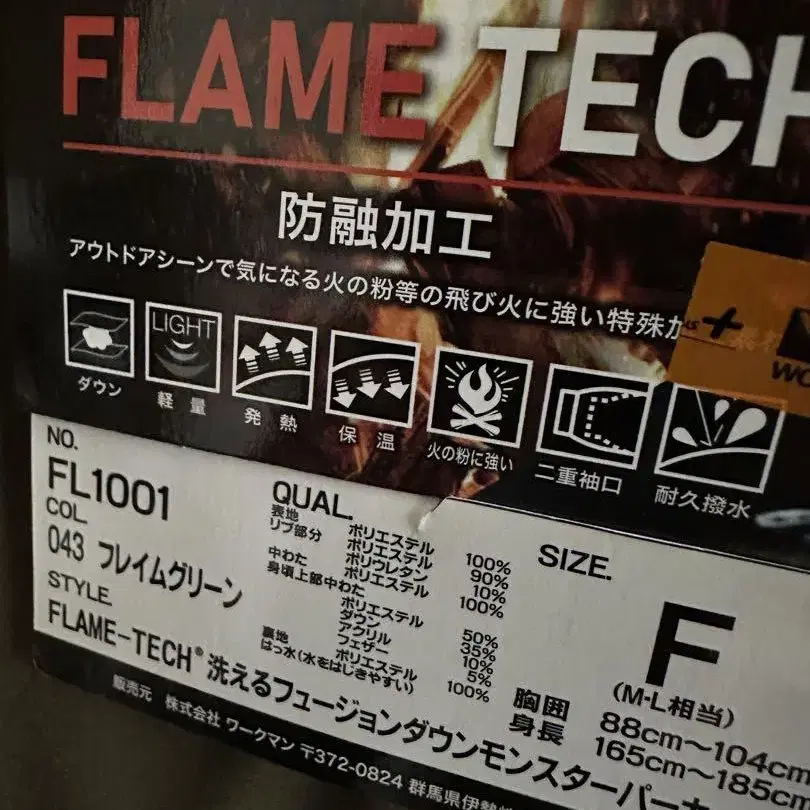 FLAME TECH
防融加工
アウトドアシーンで気になる火の粉等の飛び火に強い特殊
LIGHT
ダウン 軽量 発熱 保温 火の粉に強い 二重袖口 耐久撥水
NO.
FL1001
COL.
043 フレイムグリーン
STYLE.
FLAME-TECH® 洗えるフュージョンダウンモンスターパー
QUAL.
表地 ポリエステル 100%
リブ部分 ポリエステル 90%
ポリウレタン 10%
中わた ポリエステル 100%
身頃上部中わた
ポリエステル 50%
ダウン 35%
アクリル 10%
フェザー 5%
裏地 ポリエステル 100%
はっ水(水をはじきやすい)
SIZE.
F
(M-L相当)
胸囲 88cm～104cm
身長 165cm～185cm
販売元 株式会社 ワークマン 〒372-0824 群馬県伊勢